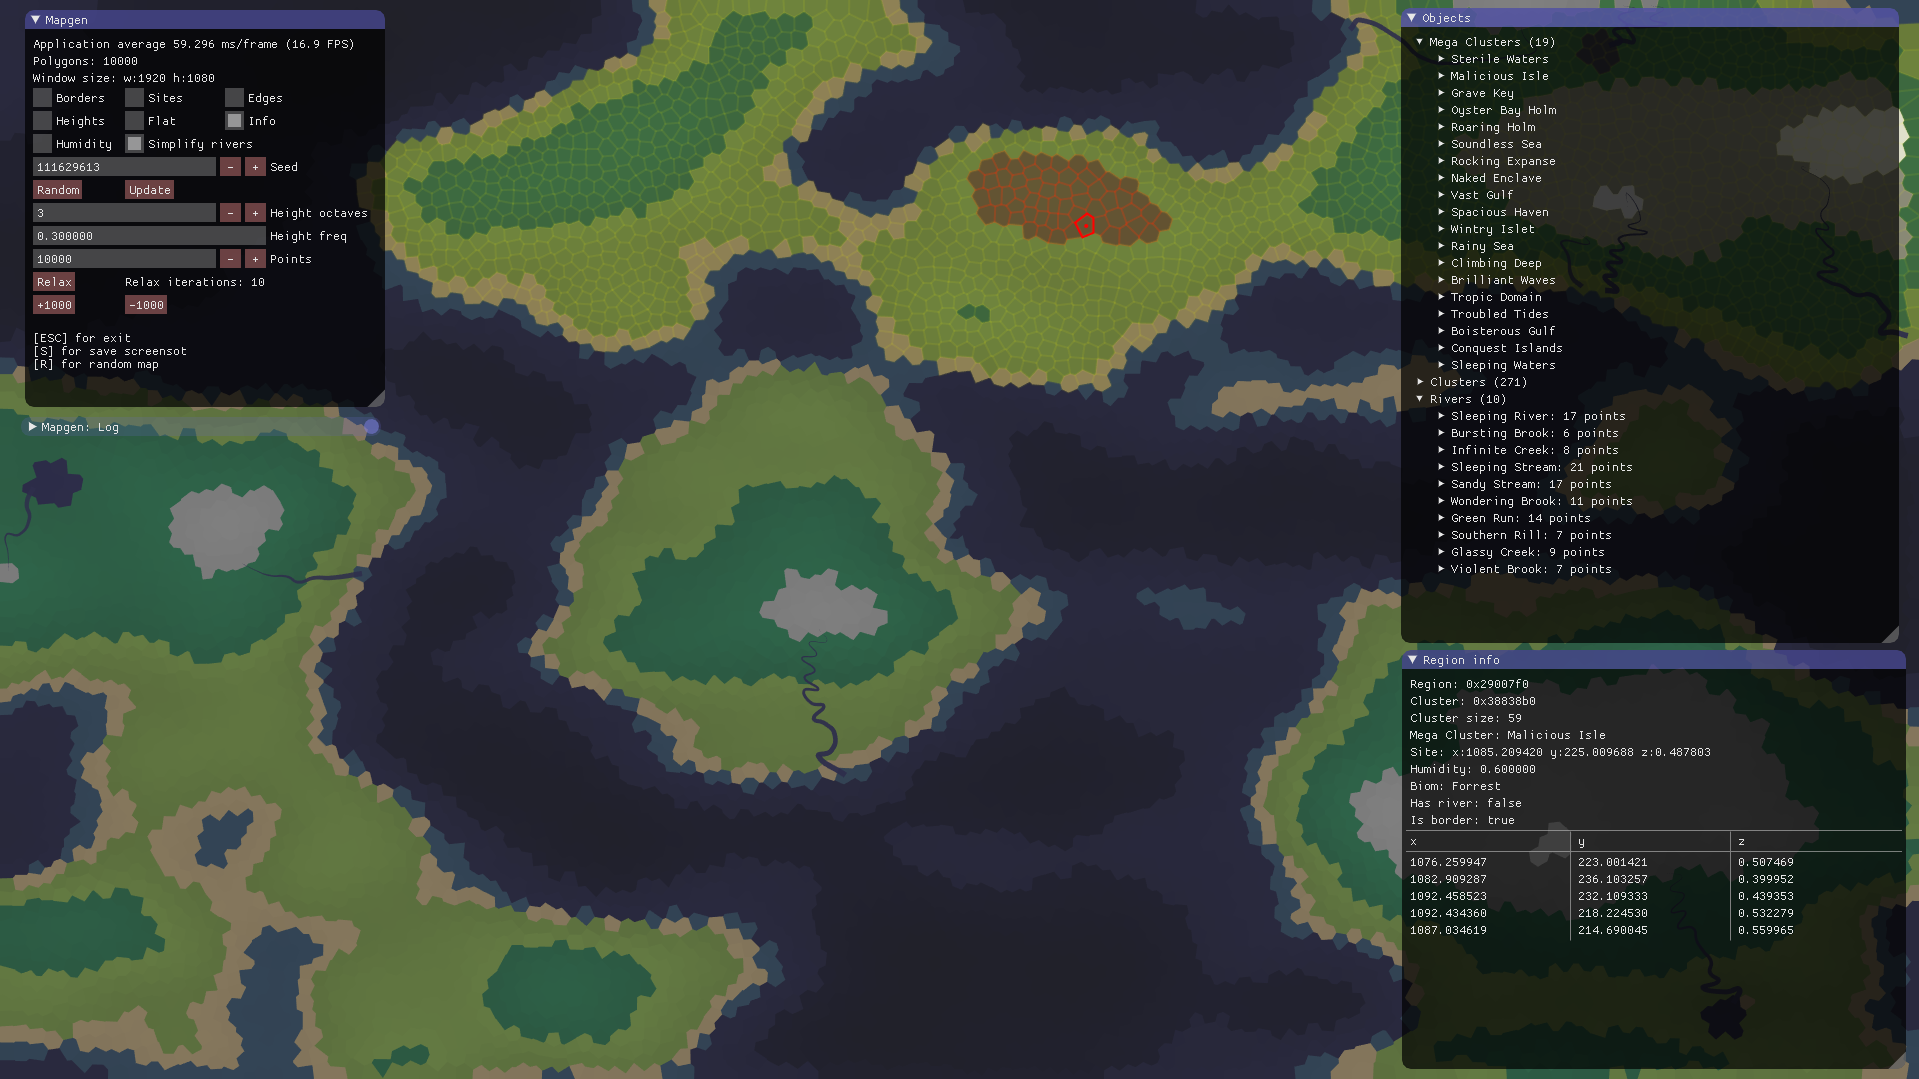 Mapgen
Application average 59.296 ms/frame (16.9 FPS)
Polygons: 10000
Window size: w:1920 h:1080
Borders Sites Edges
Heights Flat Info
Humidity Simplify rivers
111629613 - + Seed
Random Update
3 - + Height octaves
0.300000 Height freq
10000 - + Points
Relax Relax iterations: 10
+1000 -1000
[ESC] for exit
[S] for save screensot
[R] for random map
Mapgen: Log
Objects
Mega Clusters (19)
Sterile Waters
Malicious Isle
Grave Key
Oyster Bay Holm
Roaring Holm
Soundless Sea
Rocking Expanse
Naked Enclave
Vast Gulf
Spacious Haven
Wintry Islet
Rainy Sea
Climbing Deep
Brilliant Waves
Tropic Domain
Troubled Tides
Boisterous Gulf
Conquest Islands
Sleeping Waters
Clusters (271)
Rivers (10)
Sleeping River: 17 points
Bursting Brook: 6 points
Infinite Creek: 8 points
Sleeping Stream: 21 points
Sandy Stream: 17 points
Wondering Brook: 11 points
Green Run: 14 points
Southern Rill: 7 points
Glassy Creek: 9 points
Violent Brook: 7 points
Region info
Region: 0x29007f0
Cluster: 0x38838b0
Cluster size: 59
Mega Cluster: Malicious Isle
Site: x:1085.209420 y:225.009688 z:0.487803
Humidity: 0.600000
Biom: Forrest
Has river: false
Is border: true
x y z
1076.259947 223.001421 0.507469
1082.909287 236.103257 0.399952
1092.458523 232.109333 0.439353
1092.434360 218.224530 0.532279
1087.034619 214.690045 0.559965